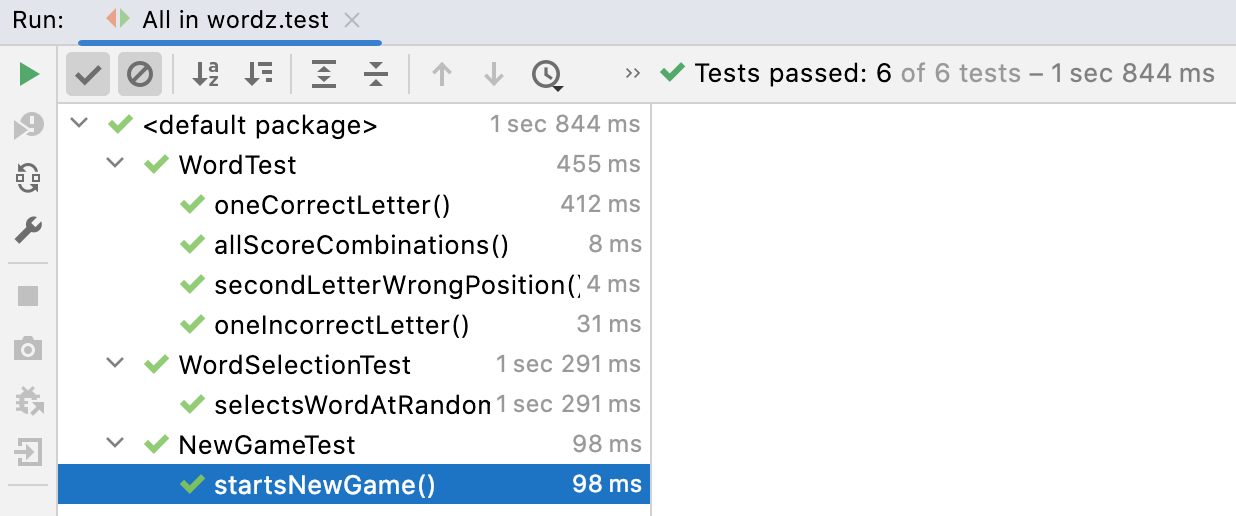 Run: All in wordz.test
Tests passed: 6 of 6 tests – 1 sec 844 ms
<default package> 1 sec 844 ms
WordTest 455 ms
oneCorrectLetter() 412 ms
allScoreCombinations() 8 ms
secondLetterWrongPosition() 4 ms
oneIncorrectLetter() 31 ms
WordSelectionTest 1 sec 291 ms
selectsWordAtRandom 1 sec 291 ms
NewGameTest 98 ms
startsNewGame() 98 ms